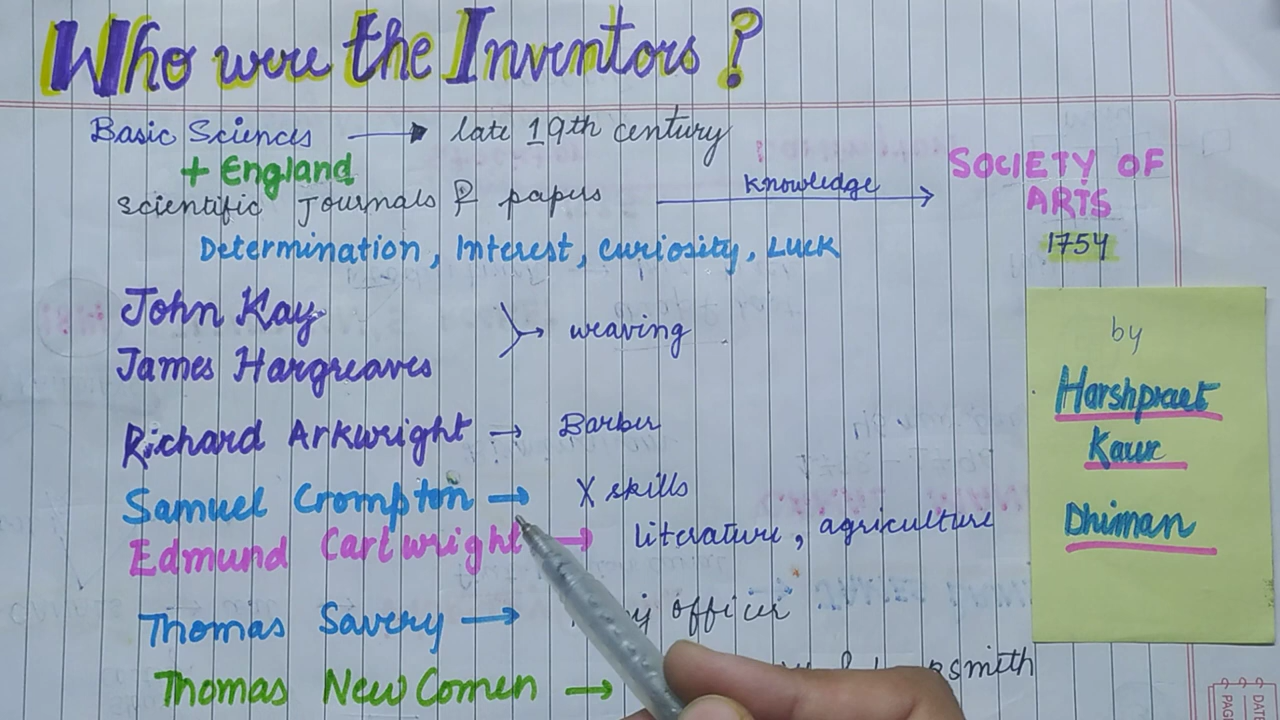 Who were the Inventors ?
Basic Sciences → late 19th century
+ England
Scientific Journals & papers knowledge → SOCIETY OF ARTS
1754
Determination, Interest, curiosity, Luck
John Kay
James Hargreaves → weaving
Richard Arkwright → Barber
Samuel Crompton → X skills
Edmund Cartwright → literature, agriculture
Thomas Savery → officer
Thomas NewComen →
by
Harshpreet
Kaur
Dhiman
PAGE
DATE